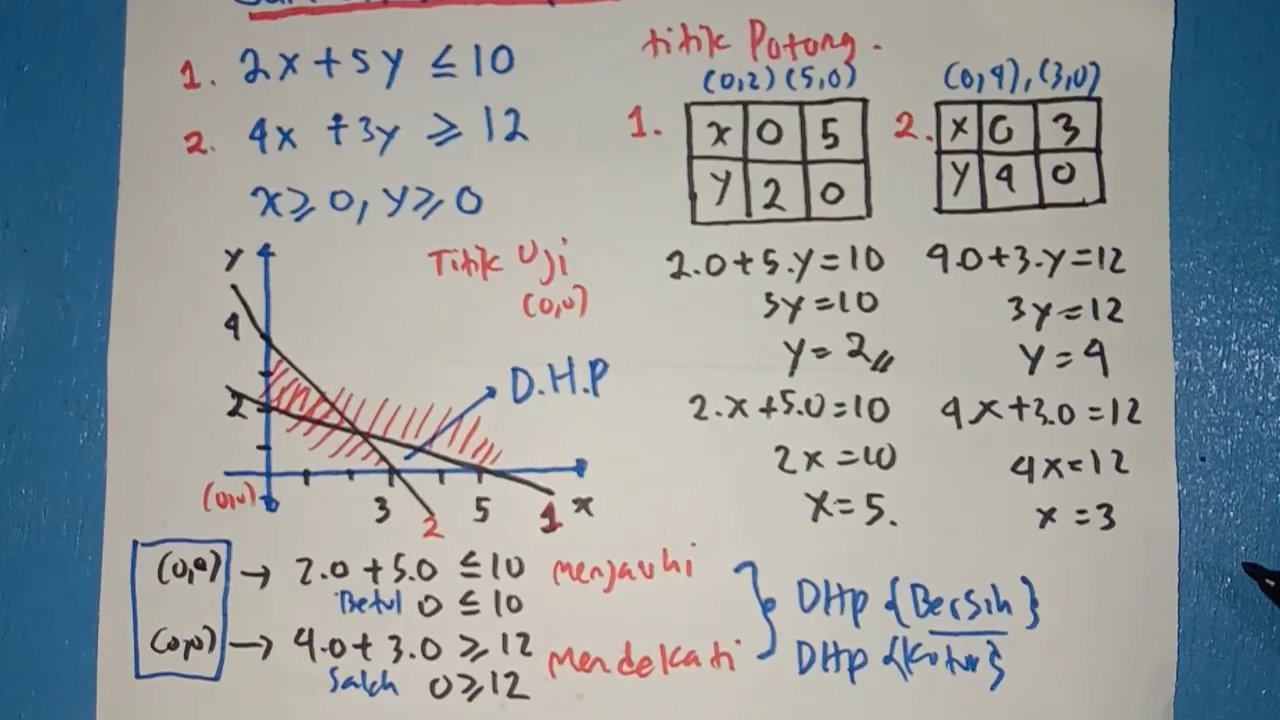 1. 2x + 5y ≤ 10
2. 4x + 3y ≥ 12
x ≥ 0, y ≥ 0
Titik Potong.
(0,2) (5,0)
1. x 0 5
y 2 0
(0,4), (3,0)
2. x 0 3
y 4 0
2.0+5.y=10
5y=10
y=2
2.x+5.0=10
2x=10
x=5.
4.0+3.y=12
3y=12
y=4
4x+3.0=12
4x=12
x=3
Titik Uji
(0,0)
y
4
2
D.H.P
(0,0)
3
2
5
1
x
(0,0) → 2.0 + 5.0 ≤ 10 menjauhi
Betul 0 ≤ 10
(0,0) → 4.0 + 3.0 ≥ 12 Mendekati
Salah 0 ≥ 12
DHP {Bersih}
DHP {Kotor}